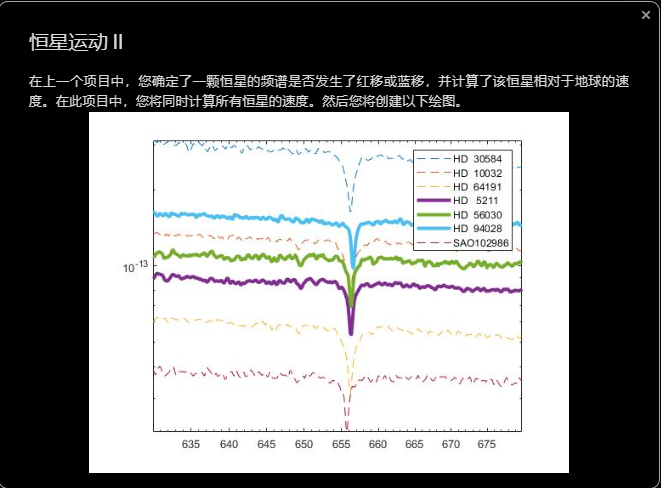 ×
恒星运动 II
在上一个项目中，您确定了一颗恒星的频谱是否发生了红移或蓝移，并计算了该恒星相对于地球的速
度。在此项目中，您将同时计算所有恒星的速度。然后您将创建以下绘图。
HD 30584
HD 10032
HD 64191
HD 5211
HD 56030
HD 94028
SAO102986
10-13
635 640 645 650 655 660 665 670 675